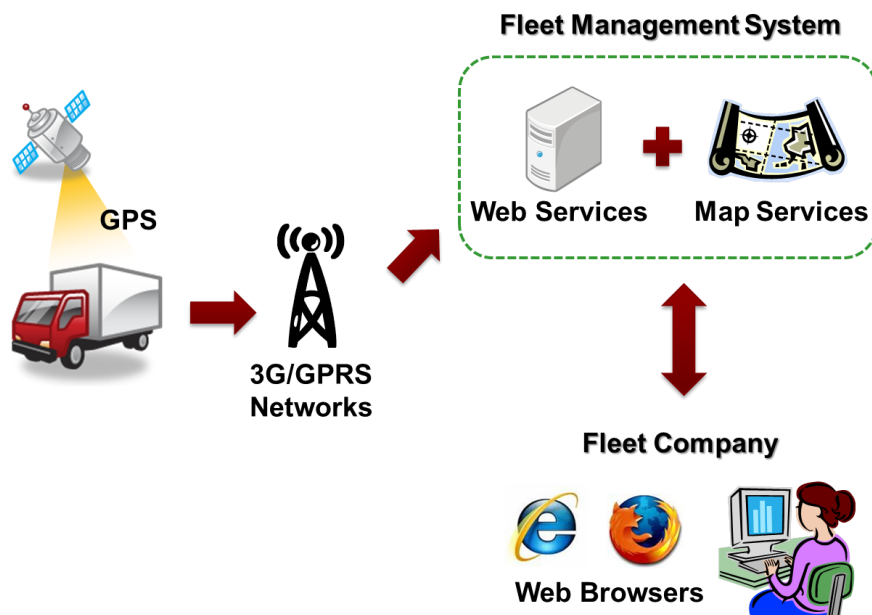 Fleet Management System
GPS
Web Services
Map Services
3G/GPRS
Networks
Fleet Company
Web Browsers